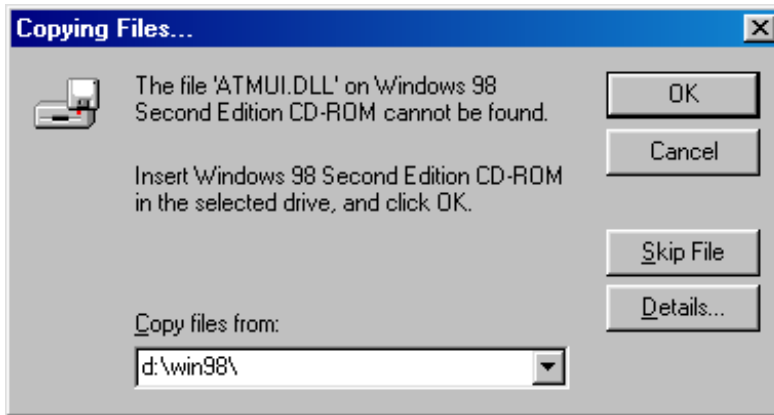 Copying Files...
The file 'ATMUI.DLL' on Windows 98
Second Edition CD-ROM cannot be found.
Insert Windows 98 Second Edition CD-ROM
in the selected drive, and click OK.
Copy files from:
d:\win98\
OK
Cancel
Skip File
Details...